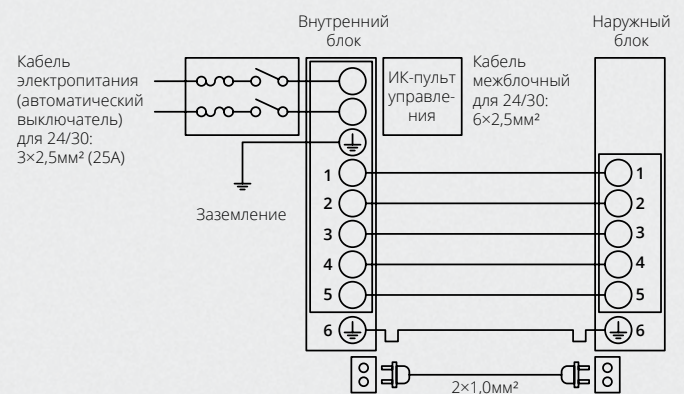 Внутренний
блок
Наружный
блок
Кабель
электропитания
(автоматический
выключатель)
для 24/30:
3×2,5мм² (25А)
ИК-пульт
управле-
ния
Кабель
межблочный
для 24/30:
6×2,5мм²
Заземление
1 1
2 2
3 3
4 4
5 5
6 6
2×1,0мм²